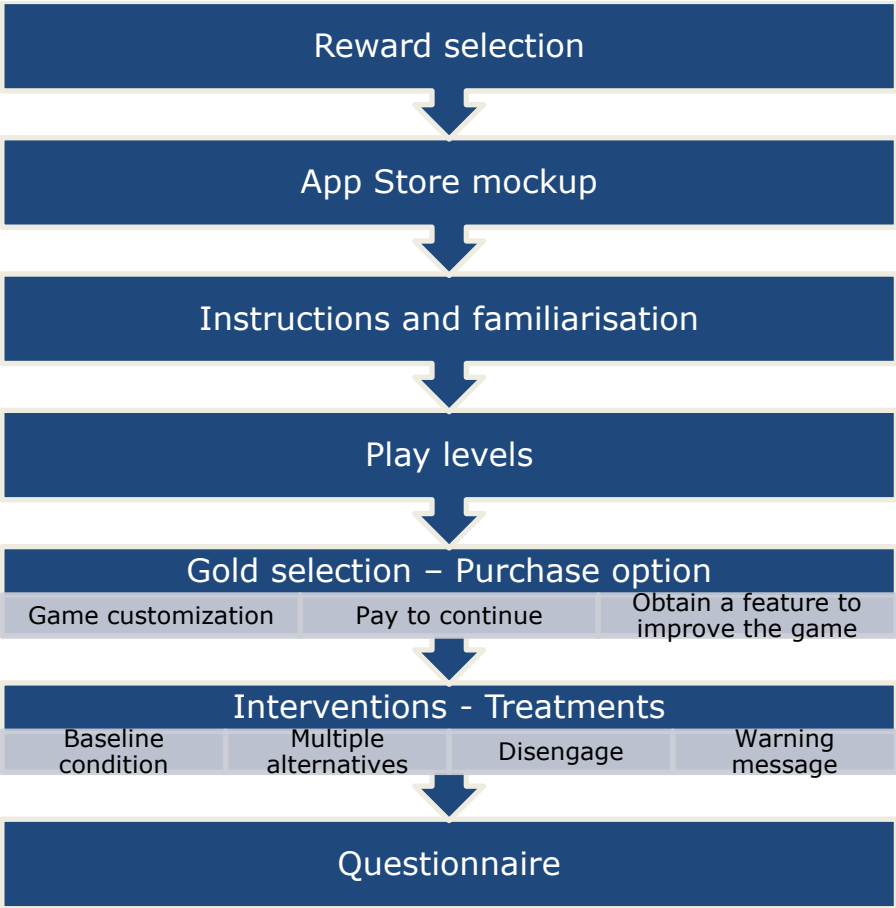 Reward selection
App Store mockup
Instructions and familiarisation
Play levels
Gold selection – Purchase option
Game customization
Pay to continue
Obtain a feature to
improve the game
Interventions - Treatments
Baseline
condition
Multiple
alternatives
Disengage
Warning
message
Questionnaire